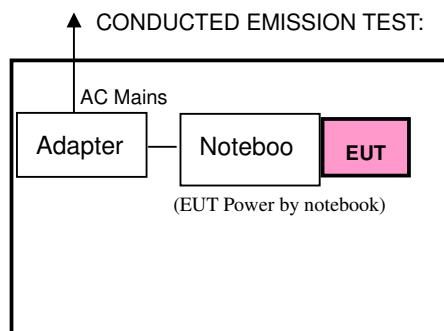 CONDUCTED EMISSION TEST:
AC Mains
Adapter
Noteboo
EUT
(EUT Power by notebook)